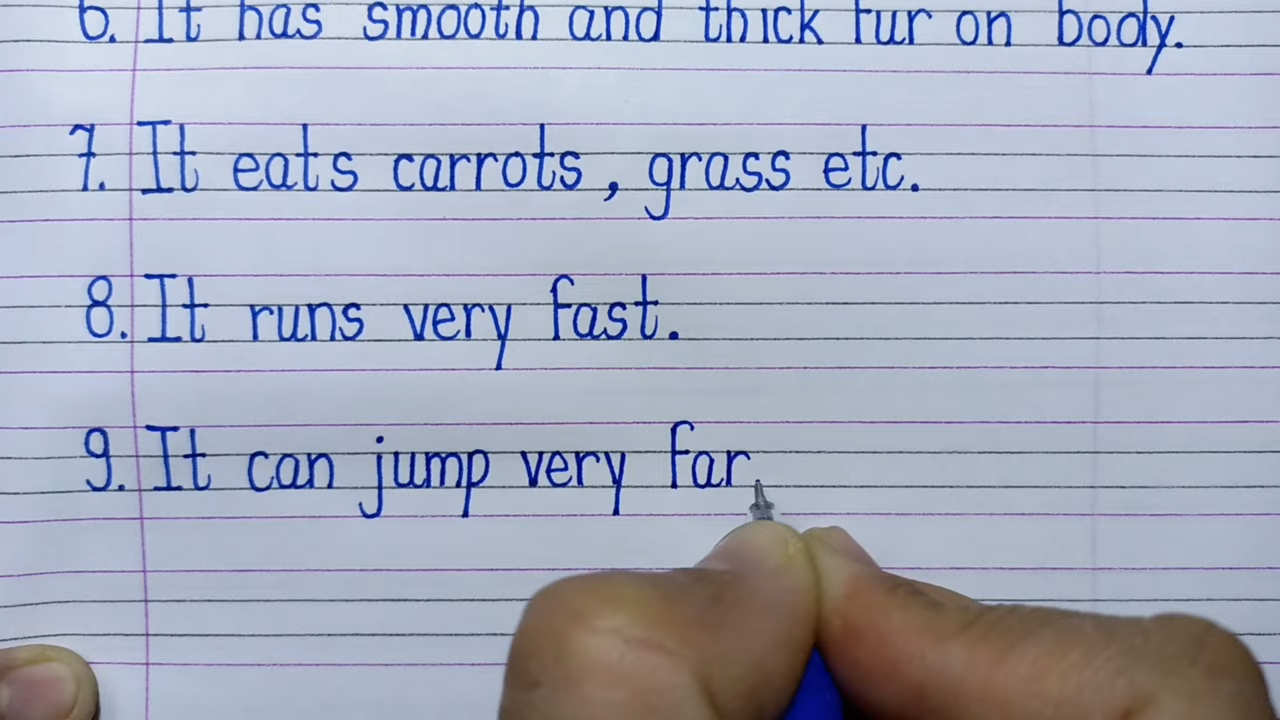 6. It has smooth and thick fur on body.
7. It eats carrots, grass etc.
8. It runs very fast.
9. It can jump very far